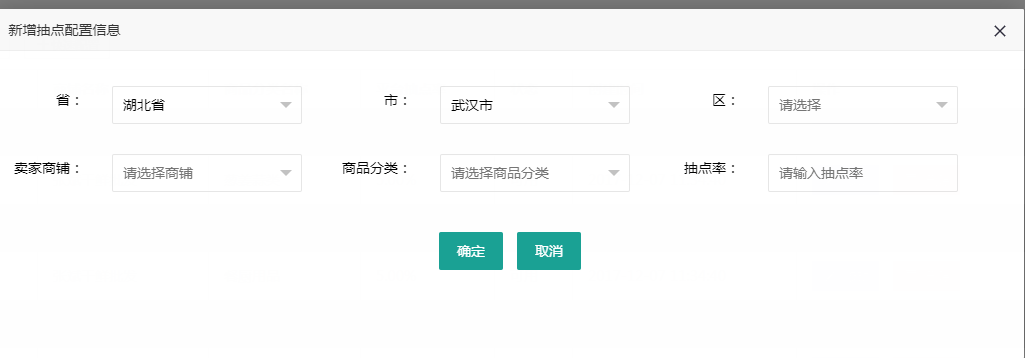 新增抽点配置信息
省： 湖北省 市： 武汉市 区： 请选择
卖家商铺： 请选择商铺 商品分类： 请选择商品分类 抽点率： 请输入抽点率
确定 取消